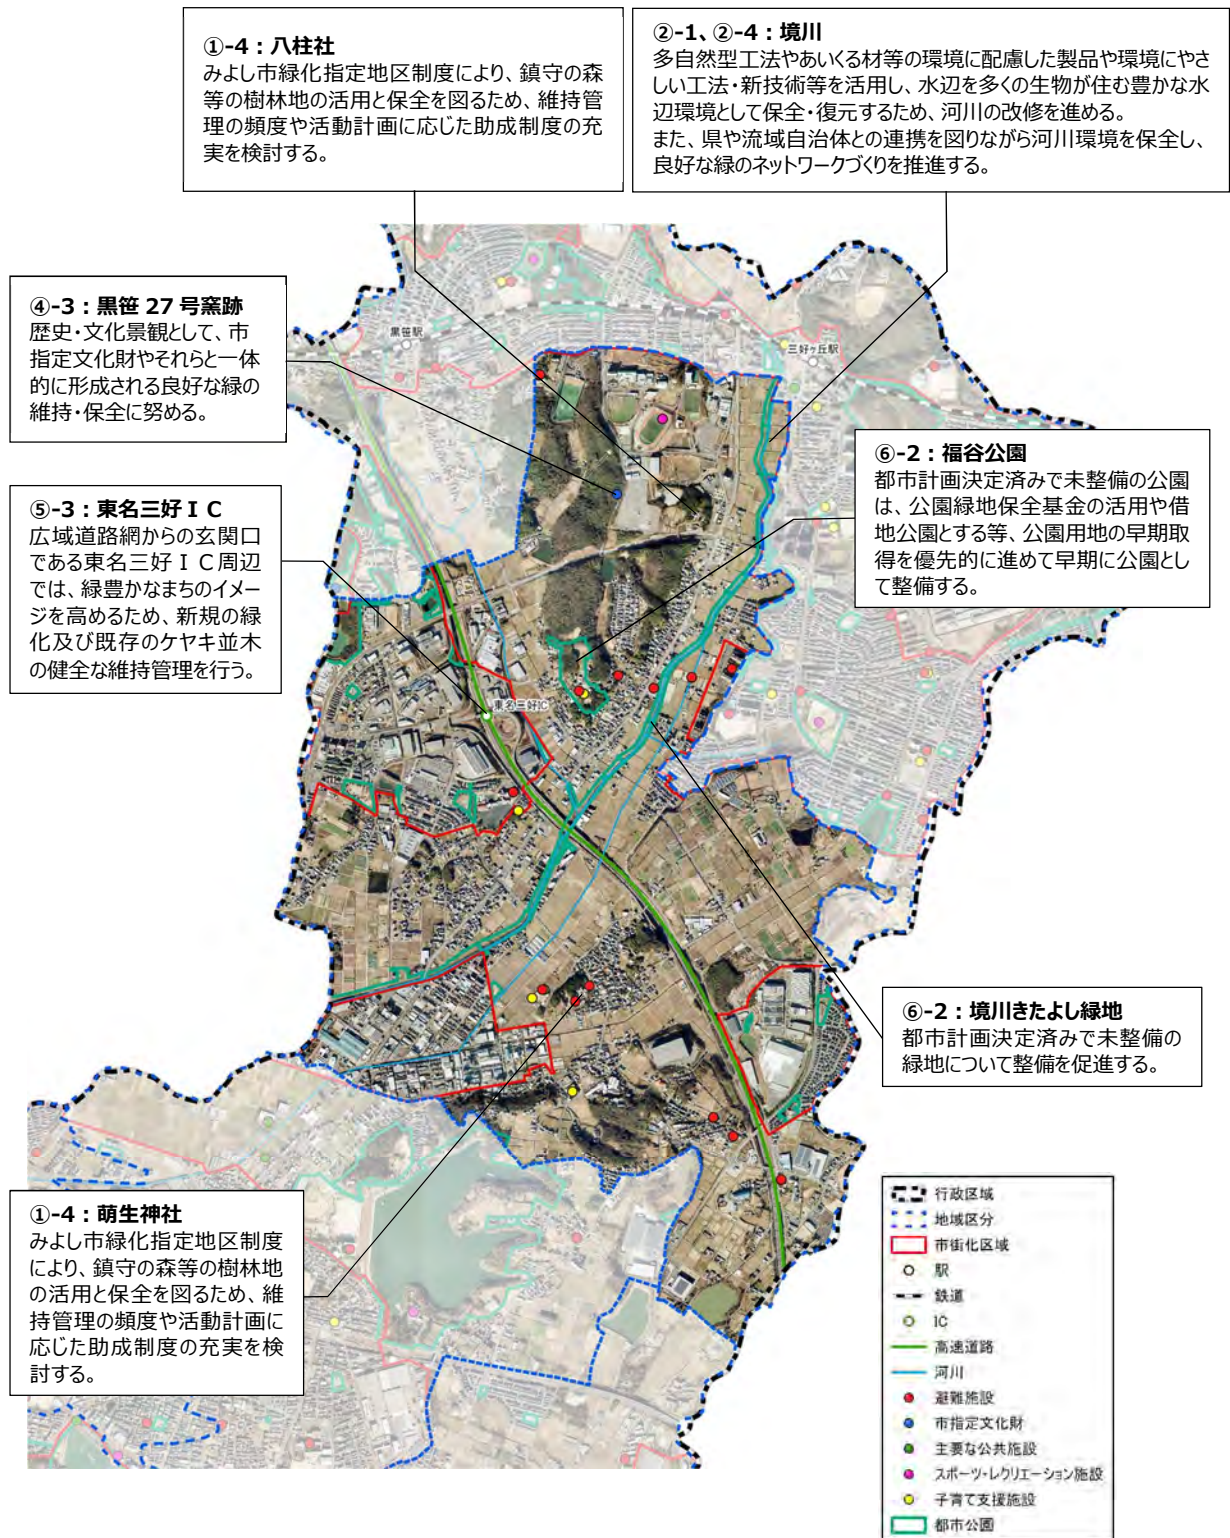 ①-4：八柱社
みよし市緑化指定地区制度により、鎮守の森
等の樹林地の活用と保全を図るため、維持管
理の頻度や活動計画に応じた助成制度の充
実を検討する。
②-1、②-4：境川
多自然型工法やあいくる材等の環境に配慮した製品や環境にやさ
しい工法・新技術等を活用し、水辺を多くの生物が住む豊かな水
辺環境として保全・復元するため、河川の改修を進める。
また、県や流域自治体との連携を図りながら河川環境を保全し、
良好な緑のネットワークづくりを推進する。
④-3：黒笹 27 号窯跡
歴史・文化景観として、市
指定文化財やそれらと一体
的に形成される良好な緑の
維持・保全に努める。
黒笹駅
三好ヶ丘駅
⑥-2：福谷公園
都市計画決定済みで未整備の公園
は、公園緑地保全基金の活用や借
地公園とする等、公園用地の早期取
得を優先的に進めて早期に公園とし
て整備する。
⑤-3：東名三好ＩＣ
広域道路網からの玄関口
である東名三好ＩＣ周辺
では、緑豊かなまちのイメー
ジを高めるため、新規の緑
化及び既存のケヤキ並木
の健全な維持管理を行う。
東名三好IC
⑥-2：境川きたよし緑地
都市計画決定済みで未整備の
緑地について整備を促進する。
①-4：萌生神社
みよし市緑化指定地区制度
により、鎮守の森等の樹林地
の活用と保全を図るため、維
持管理の頻度や活動計画に
応じた助成制度の充実を検
討する。
行政区域
地域区分
市街化区域
駅
鉄道
IC
高速道路
河川
避難施設
市指定文化財
主要な公共施設
スポーツ・レクリエーション施設
子育て支援施設
都市公園